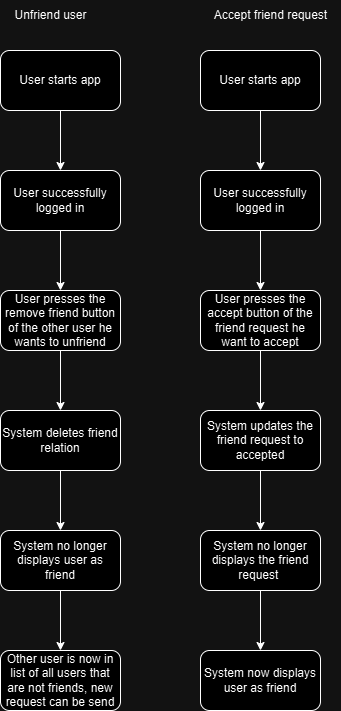 Unfriend user
User starts app
User successfully
logged in
User presses the
remove friend button
of the other user he
wants to unfriend
System deletes friend
relation
System no longer
displays user as
friend
Other user is now in
list of all users that
are not friends, new
request can be send
Accept friend request
User starts app
User successfully
logged in
User presses the
accept button of the
friend request he
want to accept
System updates the
friend request to
accepted
System no longer
displays the friend
request
System now displays
user as friend